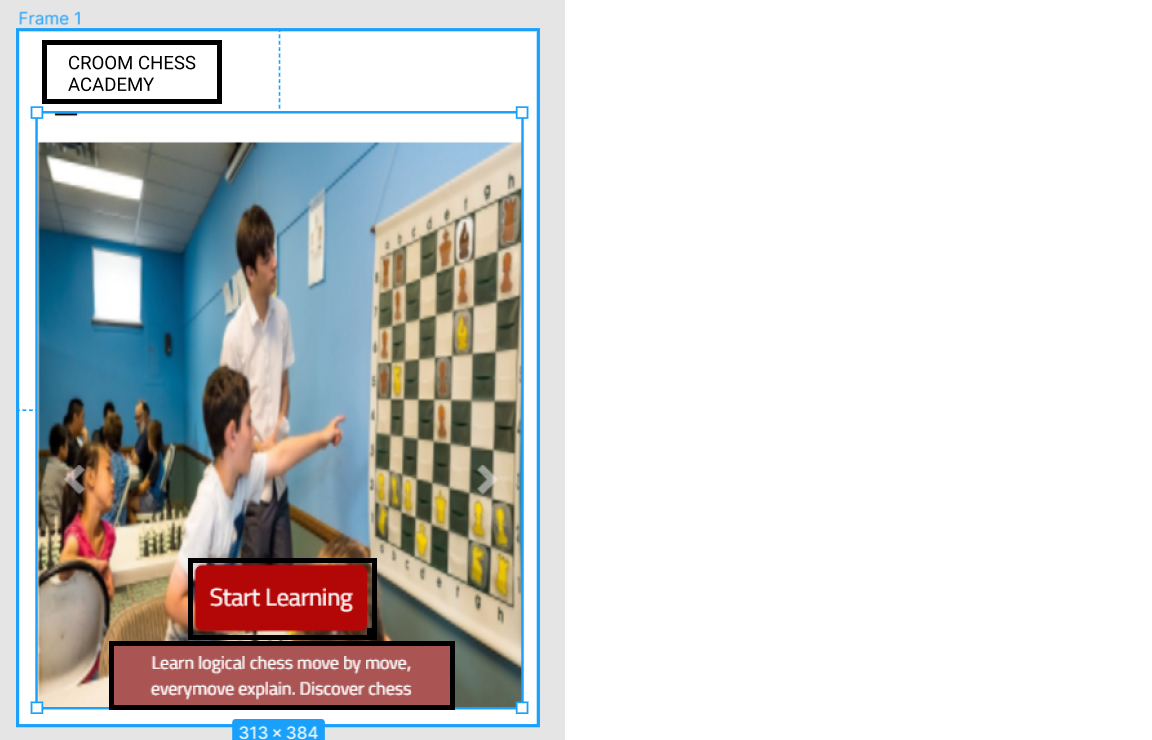 Frame 1
CROOM CHESS
ACADEMY
Start Learning
Learn logical chess move by move,
everymove explain. Discover chess
313 × 384